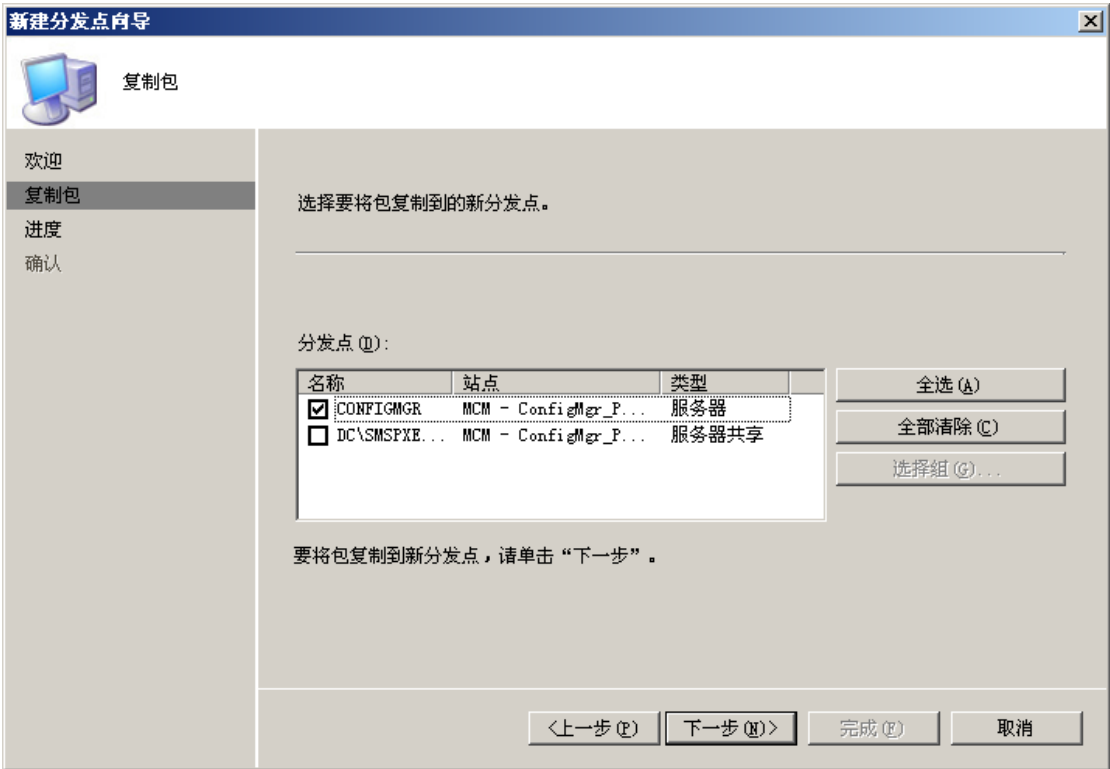 新建分发点向导
复制包
欢迎
复制包
进度
确认
选择要将包复制到的新分发点。
分发点(D):
名称 站点 类型
CONFIGMGR MCM - ConfigMgr_P... 服务器
DC\SMSPXE... MCM - ConfigMgr_P... 服务器共享
全选(A)
全部清除(C)
选择组(G)...
要将包复制到新分发点，请单击“下一步”。
<上一步(P) 下一步(N)> 完成(F) 取消